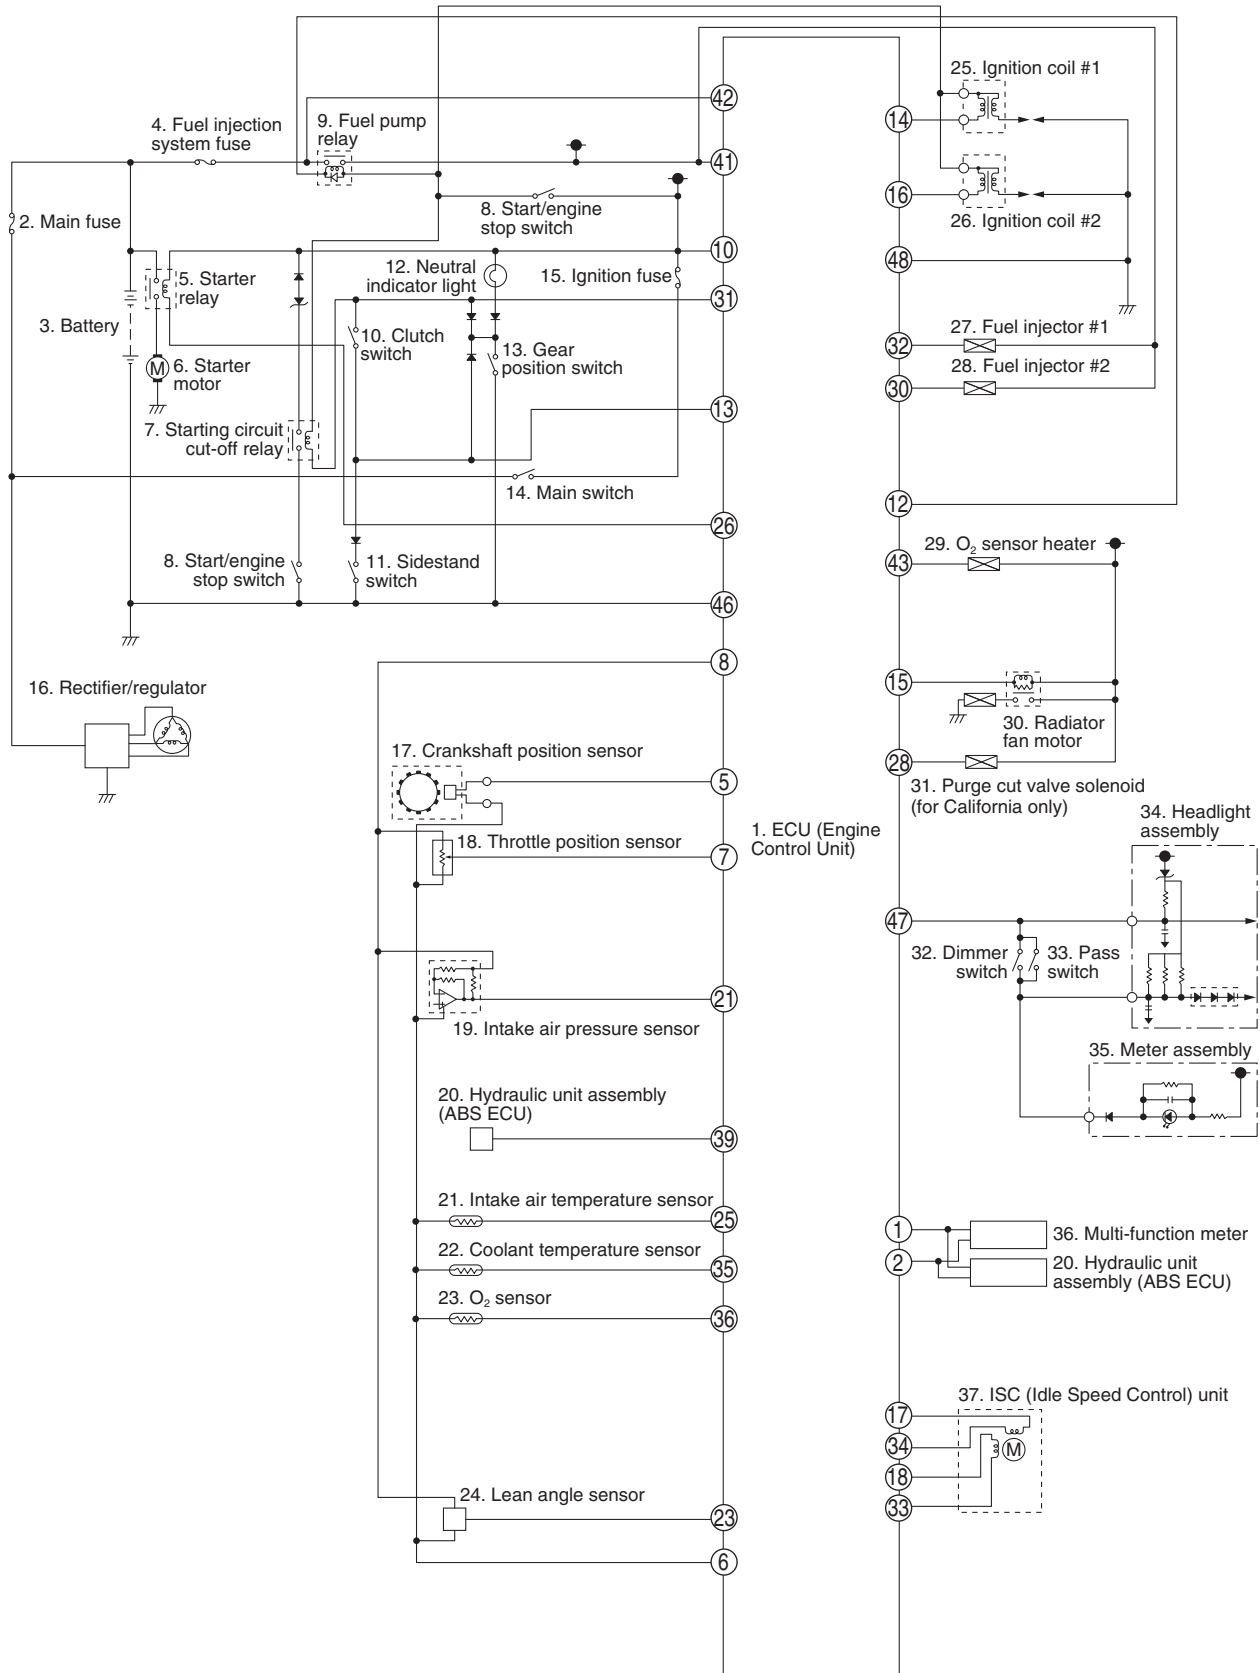 25. Ignition coil #1
42
14
4. Fuel injection
system fuse
9. Fuel pump
relay
41
16
2. Main fuse
8. Start/engine
stop switch
26. Ignition coil #2
10
48
12. Neutral
indicator light
15. Ignition fuse
5. Starter
relay
31
3. Battery
10. Clutch
switch
27. Fuel injector #1
32
13. Gear
position switch
6. Starter
motor
M
28. Fuel injector #2
30
13
7. Starting circuit
cut-off relay
14. Main switch
12
26
29. O₂ sensor heater
43
8. Start/engine
stop switch
11. Sidestand
switch
46
8
15
16. Rectifier/regulator
30. Radiator
fan motor
17. Crankshaft position sensor
28
5
31. Purge cut valve solenoid
(for California only)
34. Headlight
assembly
1. ECU (Engine
Control Unit)
18. Throttle position sensor
7
47
32. Dimmer
switch
33. Pass
switch
21
19. Intake air pressure sensor
35. Meter assembly
20. Hydraulic unit assembly
(ABS ECU)
39
21. Intake air temperature sensor
25
1
36. Multi-function meter
22. Coolant temperature sensor
35
2
20. Hydraulic unit
assembly (ABS ECU)
23. O₂ sensor
36
37. ISC (Idle Speed Control) unit
17
34
M
18
33
24. Lean angle sensor
23
6